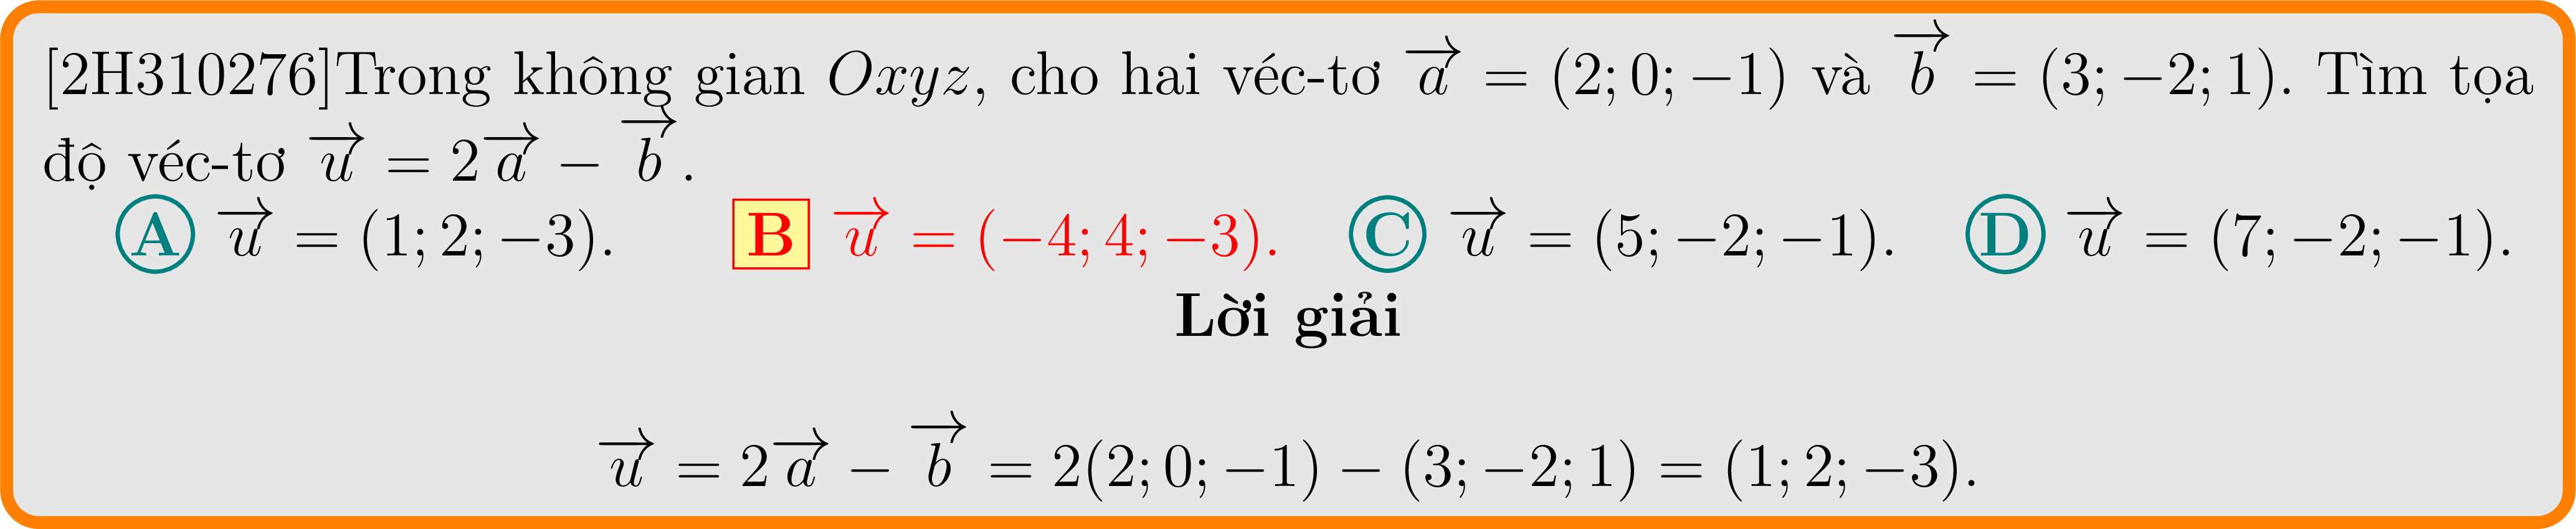 [2H310276]Trong không gian Oxyz, cho hai véc-tơ \overrightarrow{a} = (2; 0; −1) và \overrightarrow{b} = (3; −2; 1). Tìm tọa
độ véc-tơ \overrightarrow{u} = 2\overrightarrow{a} − \overrightarrow{b}.
A \overrightarrow{u} = (1; 2; −3). B \overrightarrow{u} = (−4; 4; −3). C \overrightarrow{u} = (5; −2; −1). D \overrightarrow{u} = (7; −2; −1).
Lời giải
\overrightarrow{u} = 2\overrightarrow{a} − \overrightarrow{b} = 2(2; 0; −1) − (3; −2; 1) = (1; 2; −3).